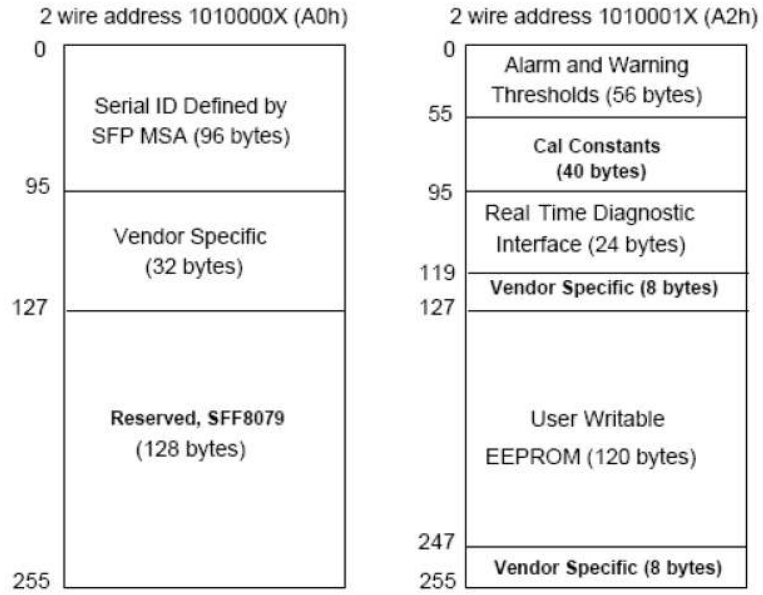 2 wire address 1010000X (A0h)
0
Serial ID Defined by
SFP MSA (96 bytes)
95
Vendor Specific
(32 bytes)
127
Reserved, SFF8079
(128 bytes)
255
2 wire address 1010001X (A2h)
0
Alarm and Warning
Thresholds (56 bytes)
55
Cal Constants
(40 bytes)
95
Real Time Diagnostic
Interface (24 bytes)
119
Vendor Specific (8 bytes)
127
User Writable
EEPROM (120 bytes)
247
Vendor Specific (8 bytes)
255